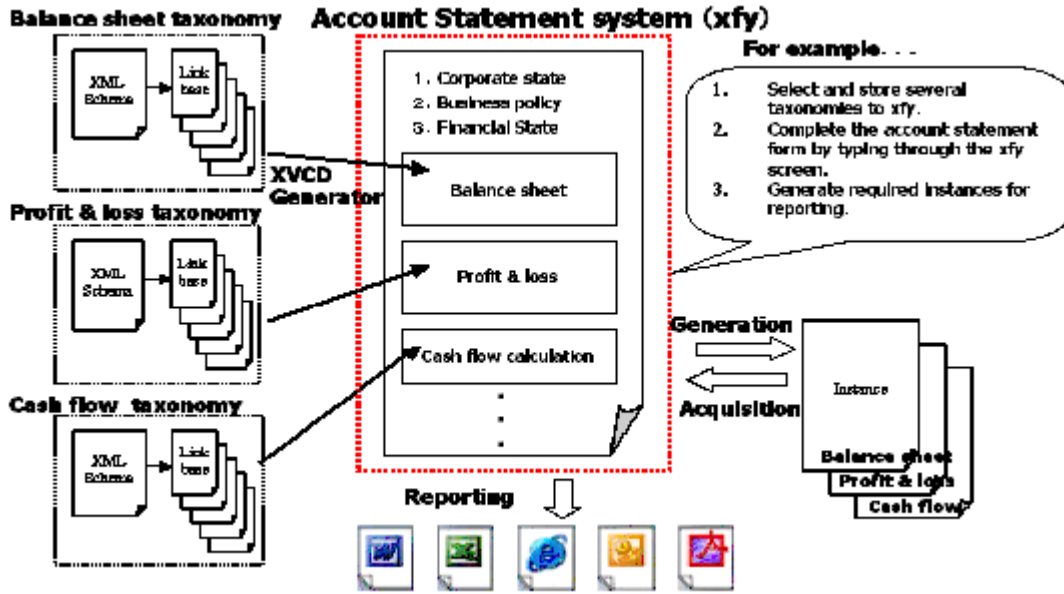 Balance sheet taxonomy
Account Statement system (xfy)
XML
Schema
Link
base
Profit & loss taxonomy
XML
Schema
Link
base
Cash flow taxonomy
XML
Schema
Link
base
XVCD
Generator
1. Corporate state
2. Business policy
3. Financial State
Balance sheet
Profit & loss
Cash flow calculation
For example. . .
1. Select and store several
taxonomies to xfy.
2. Complete the account statement
form by typing through the xfy
screen.
3. Generate required instances for
reporting.
Generation
Acquisition
Instance
Balance sheet
Profit & loss
Cash flow
Reporting